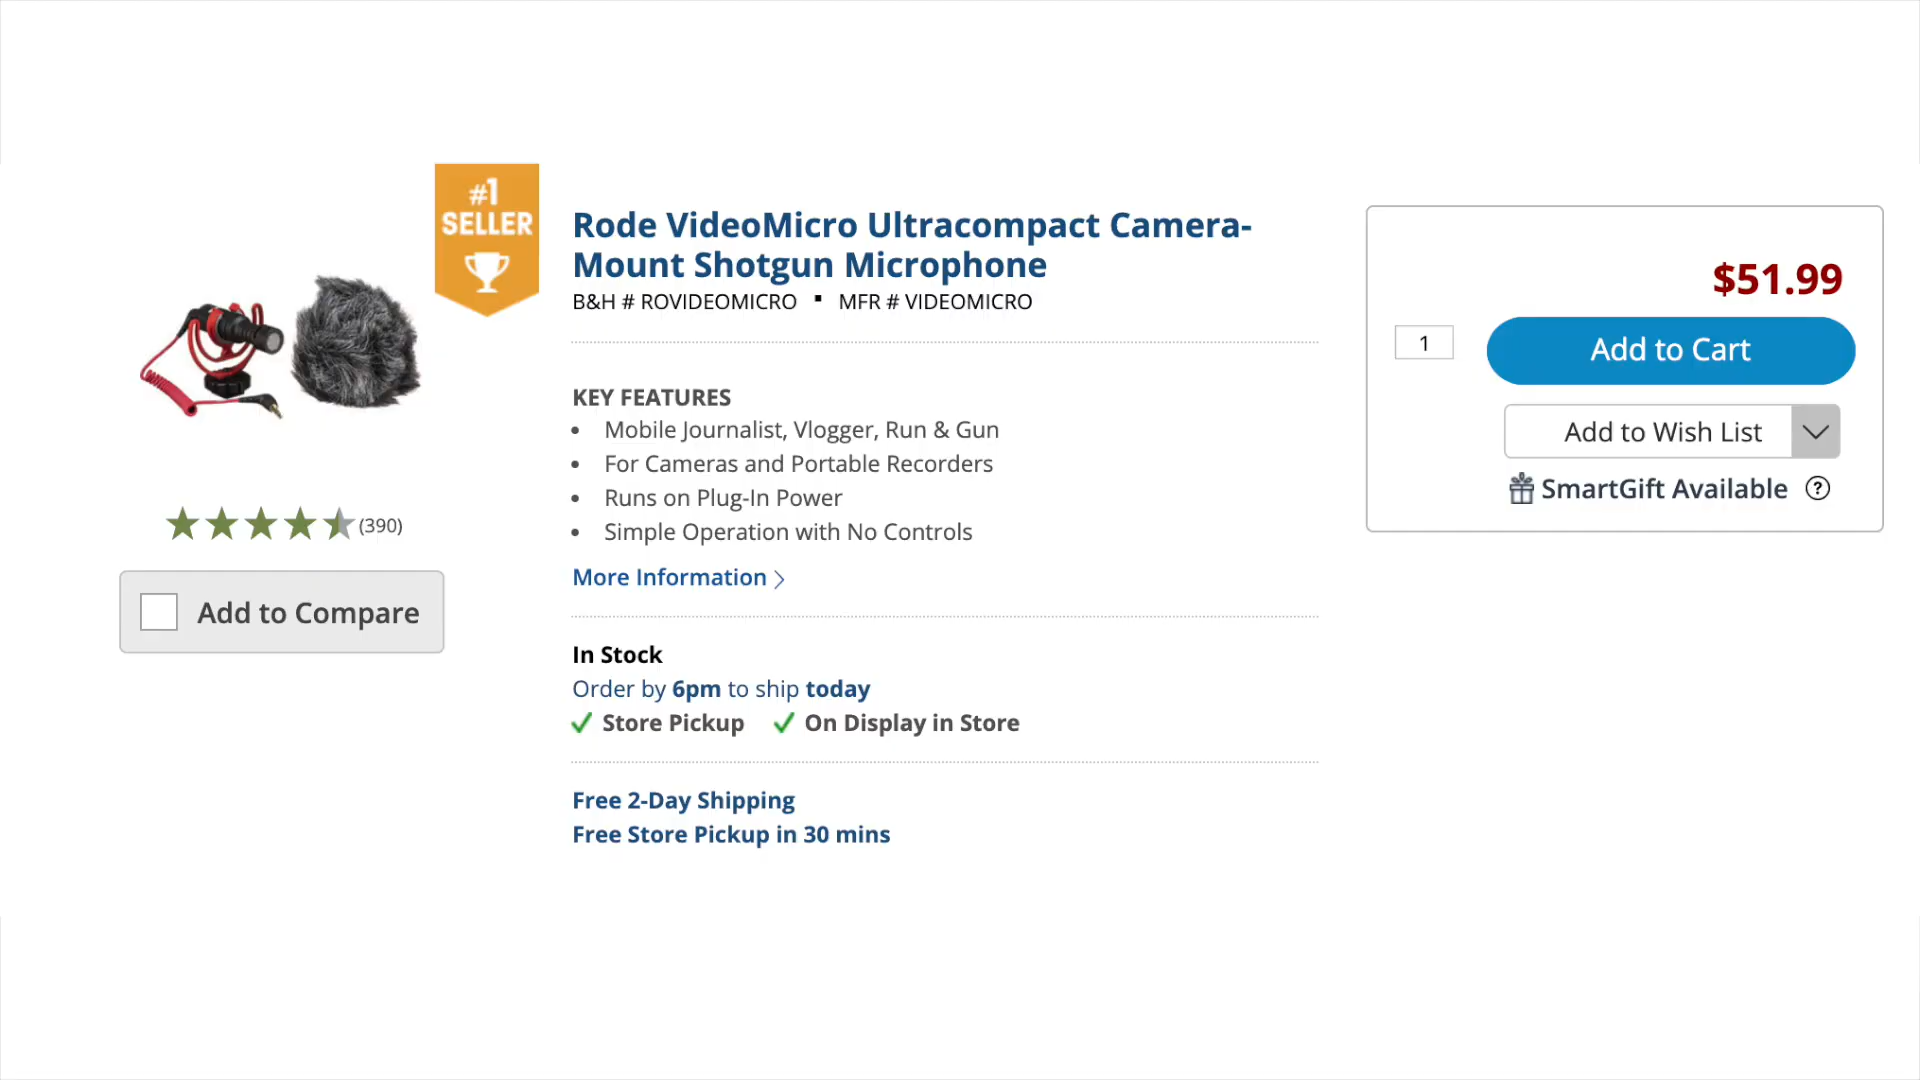 #1
SELLER
Rode VideoMicro Ultracompact Camera-
Mount Shotgun Microphone
B&H # ROVIDEOMICRO ▪ MFR # VIDEOMICRO
KEY FEATURES
• Mobile Journalist, Vlogger, Run & Gun
• For Cameras and Portable Recorders
• Runs on Plug-In Power
• Simple Operation with No Controls
More Information >
In Stock
Order by 6pm to ship today
Store Pickup On Display in Store
Free 2-Day Shipping
Free Store Pickup in 30 mins
(390)
Add to Compare
$51.99
1 Add to Cart
Add to Wish List
SmartGift Available ?